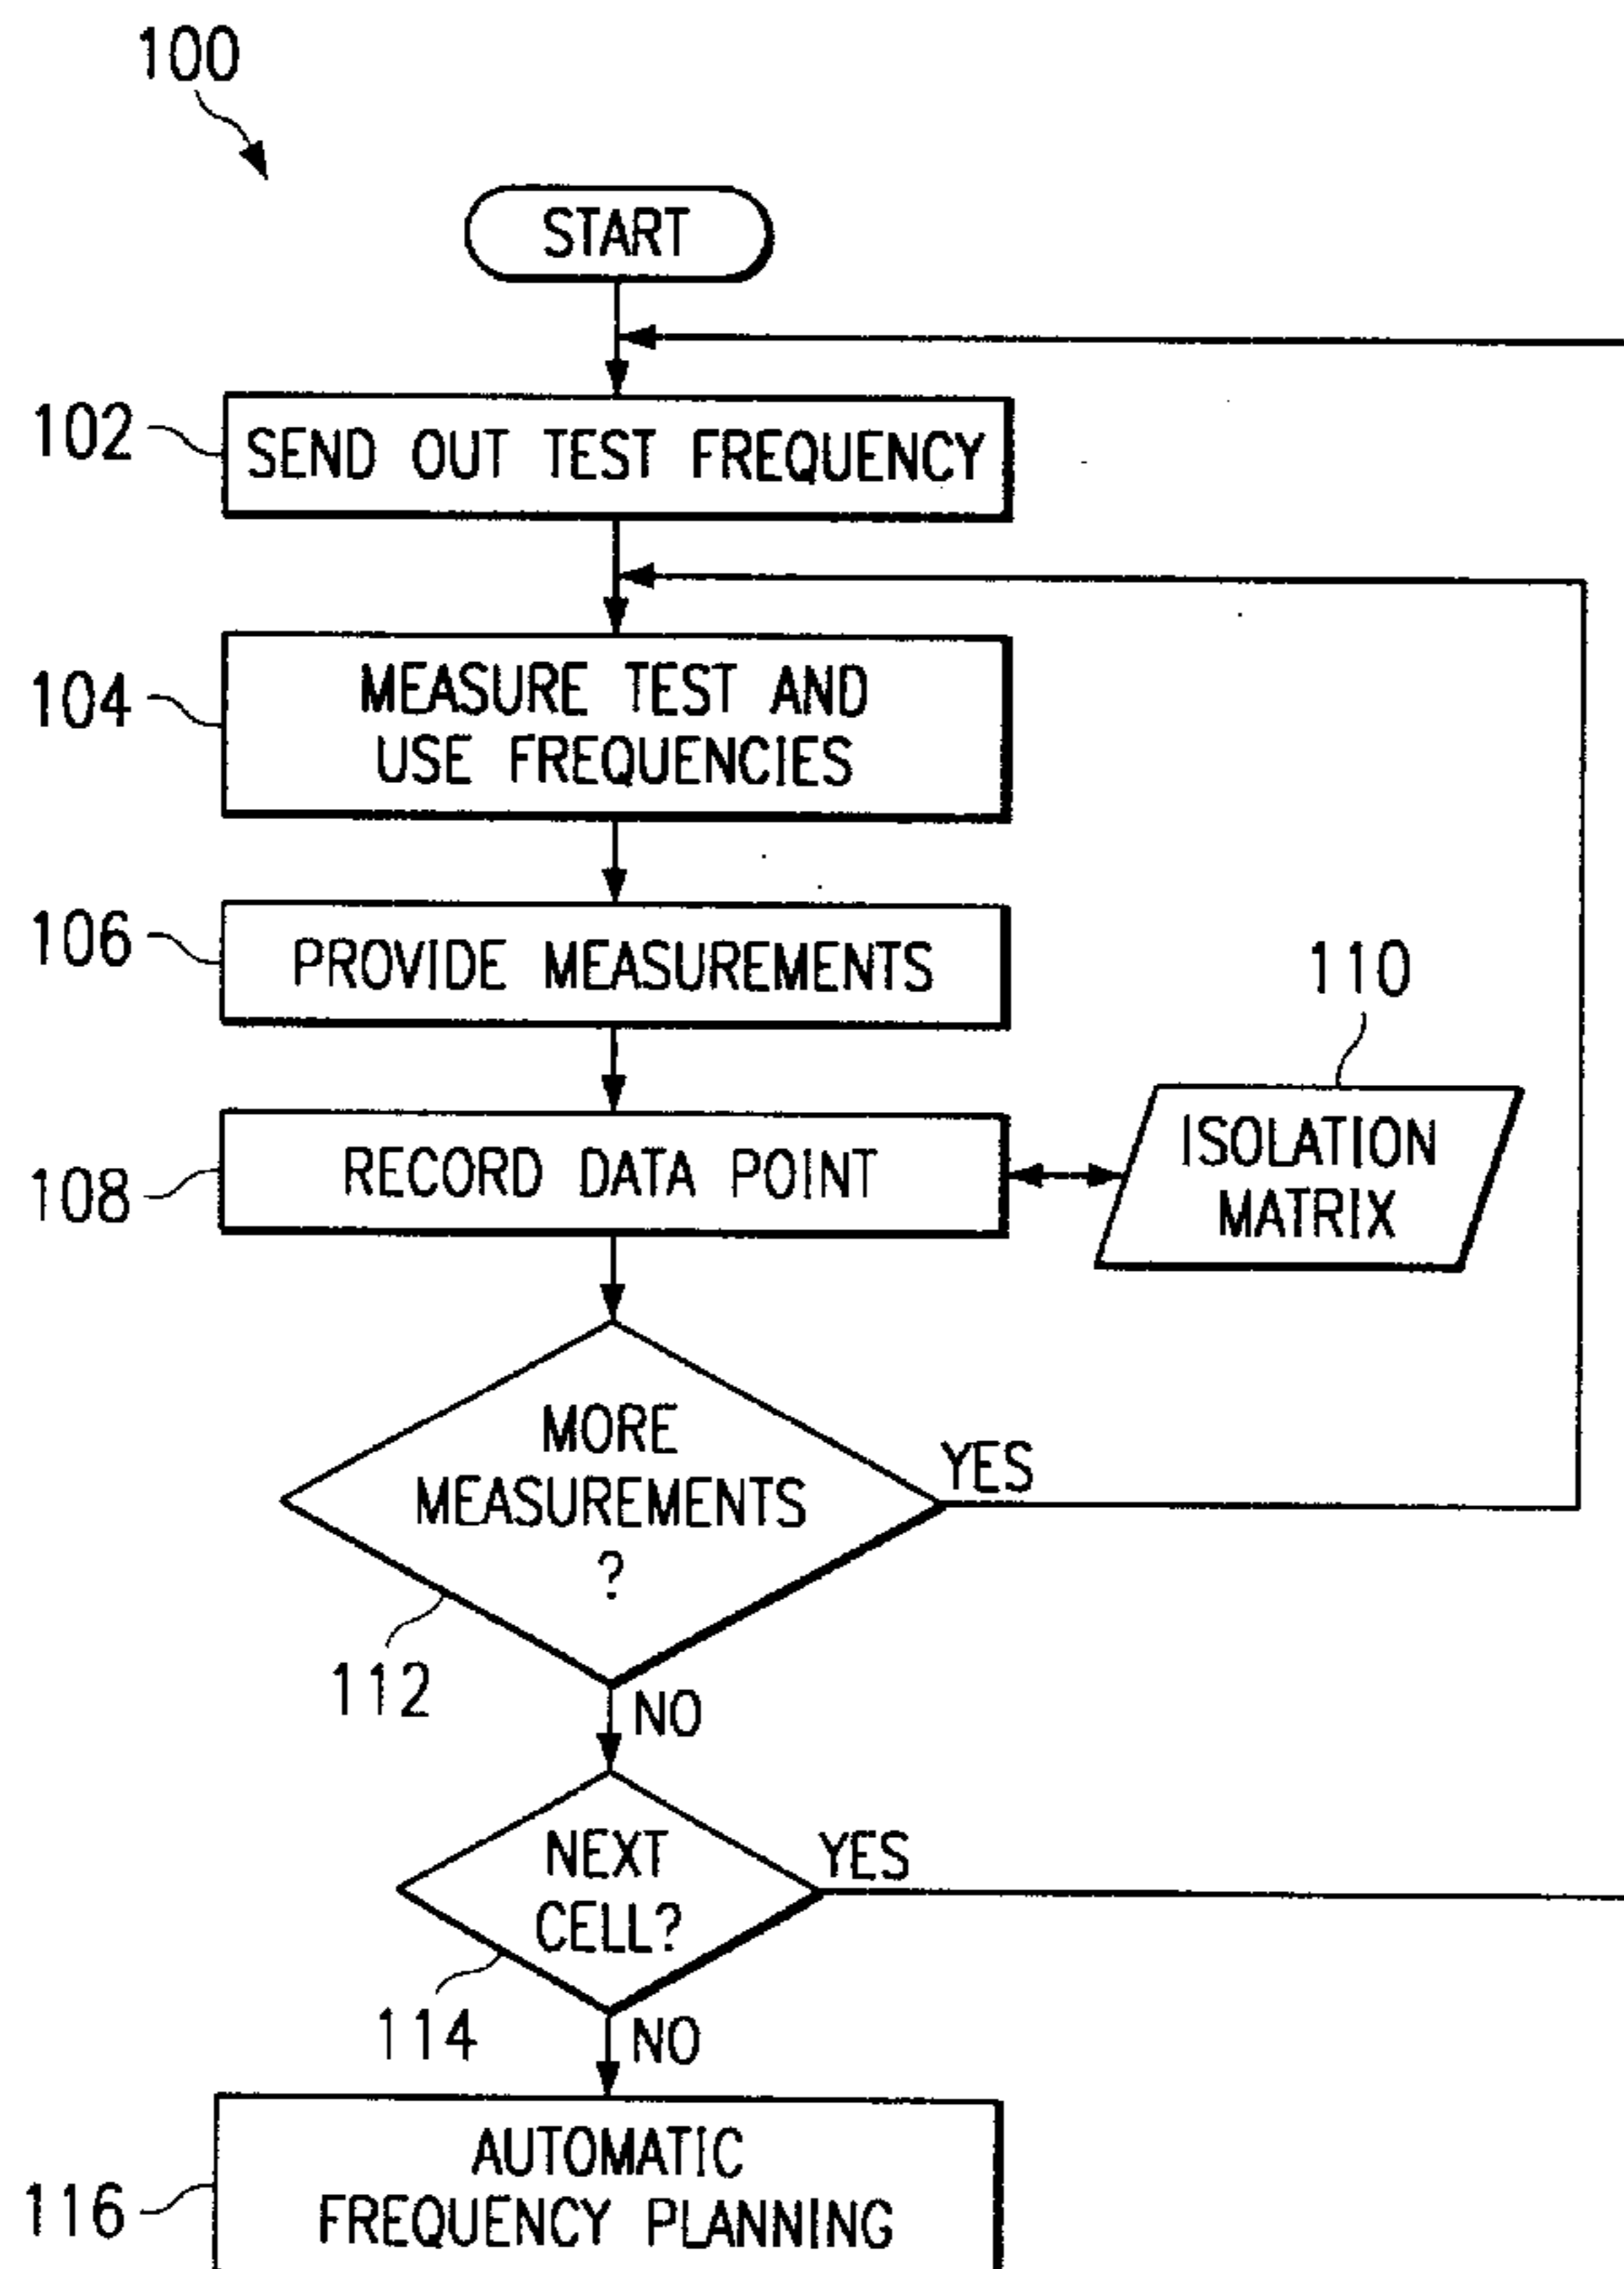 100
START
102
SEND OUT TEST FREQUENCY
104
MEASURE TEST AND
USE FREQUENCIES
106
PROVIDE MEASUREMENTS
110
108
RECORD DATA POINT
ISOLATION
MATRIX
MORE
MEASUREMENTS
?
YES
112
NO
NEXT
CELL?
YES
114
NO
116
AUTOMATIC
FREQUENCY PLANNING